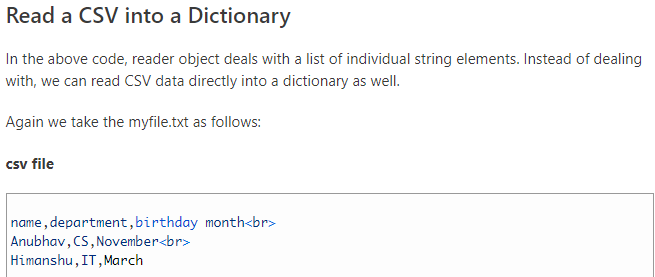 Read a CSV into a Dictionary
In the above code, reader object deals with a list of individual string elements. Instead of dealing
with, we can read CSV data directly into a dictionary as well.
Again we take the myfile.txt as follows:
csv file
name,department,birthday month<br>
Anubhav,CS,November<br>
Himanshu,IT,March